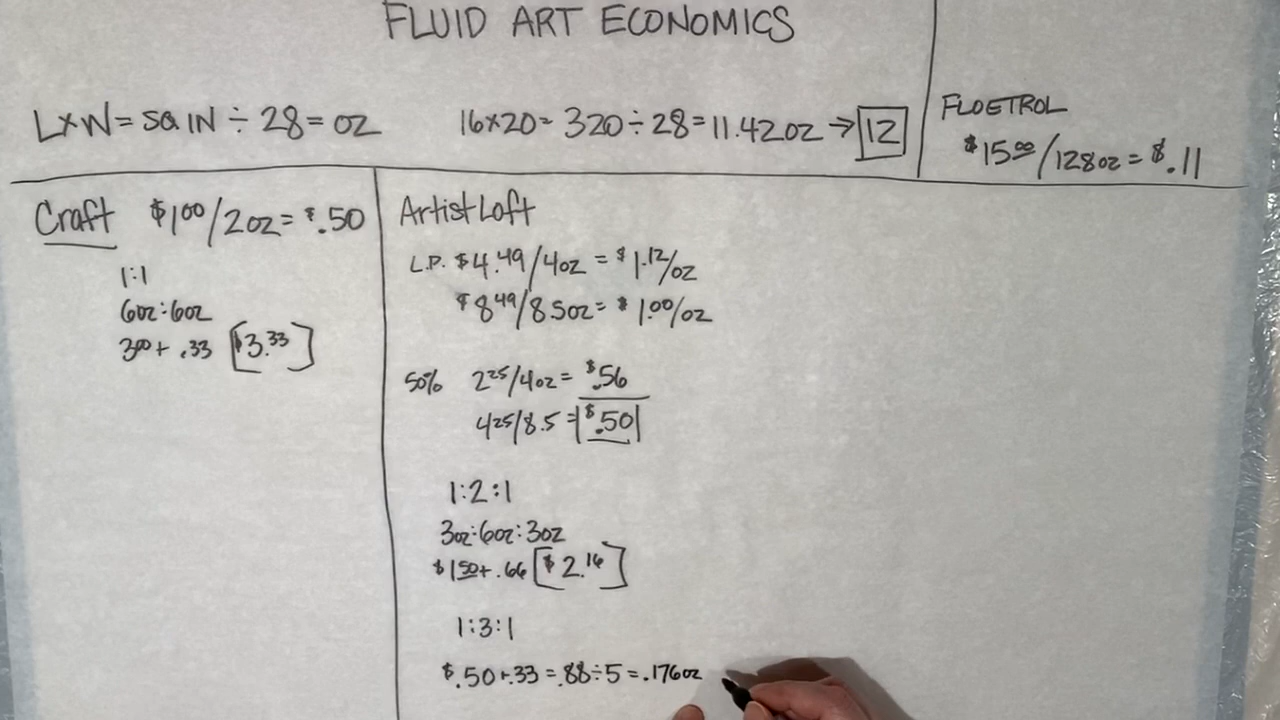 FLUID ART ECONOMICS
LXW = SQ IN ÷ 28 = OZ
16x20 = 320 ÷ 28 = 11.42 OZ → 12
FLOETROL
$15.00/128oz = $.11
Craft $1.00/2oz = $.50
1:1
6oz:6oz
3.00 + .33 [$3.33]
Artist Loft
L.P. $4.49/4oz = $1.12/oz
$8.49/8.5oz = $1.00/oz
50% 2.25/4oz = $.56
4.25/8.5 = $.50
1:2:1
3oz:6oz:3oz
$1.50 + .66 [$2.16]
1:3:1
$.50+.33 = .88 ÷ 5 = .176oz